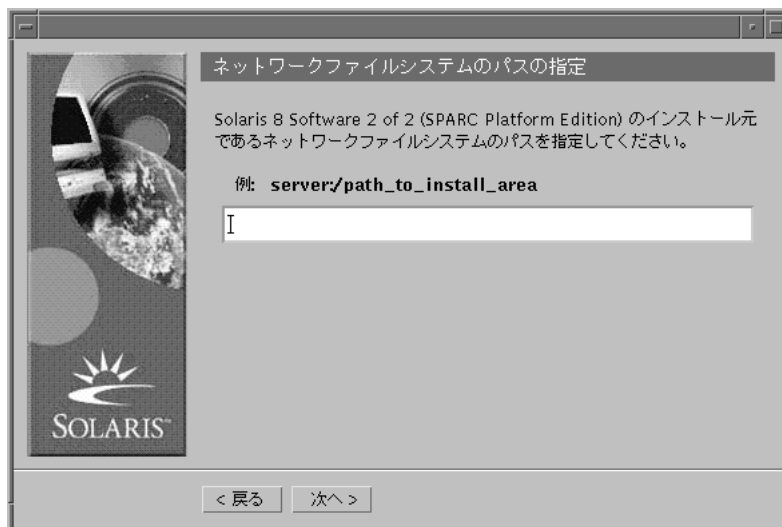 ネットワークファイルシステムのパスの指定
Solaris 8 Software 2 of 2 (SPARC Platform Edition) のインストール元
であるネットワークファイルシステムのパスを指定してください。
例: server:/path_to_install_area
SOLARIS™
< 戻る 次へ >